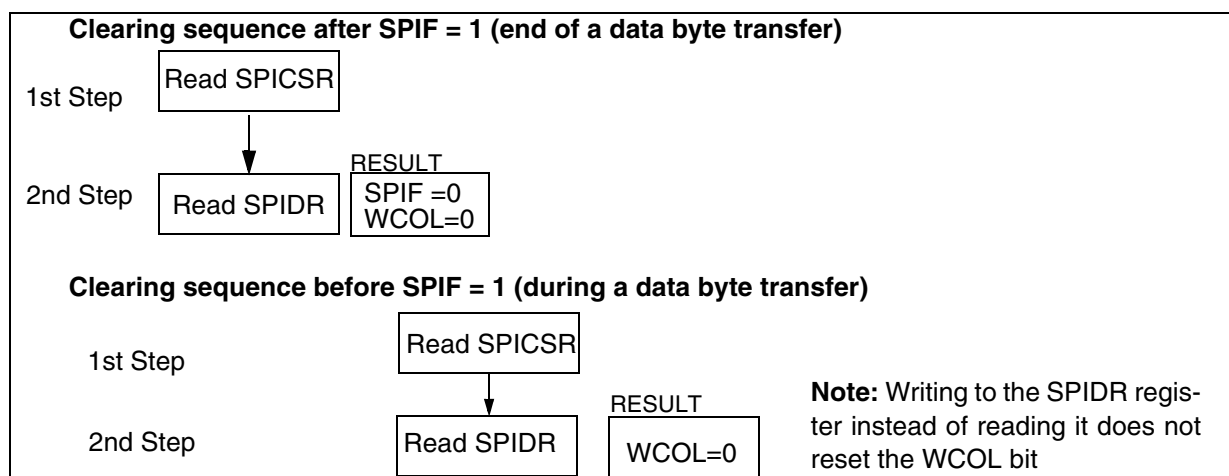 Clearing sequence after SPIF = 1 (end of a data byte transfer)
1st Step
Read SPICSR
2nd Step
Read SPIDR
RESULT
SPIF =0
WCOL=0
Clearing sequence before SPIF = 1 (during a data byte transfer)
1st Step
Read SPICSR
2nd Step
Read SPIDR
RESULT
WCOL=0
Note: Writing to the SPIDR regis-
ter instead of reading it does not
reset the WCOL bit